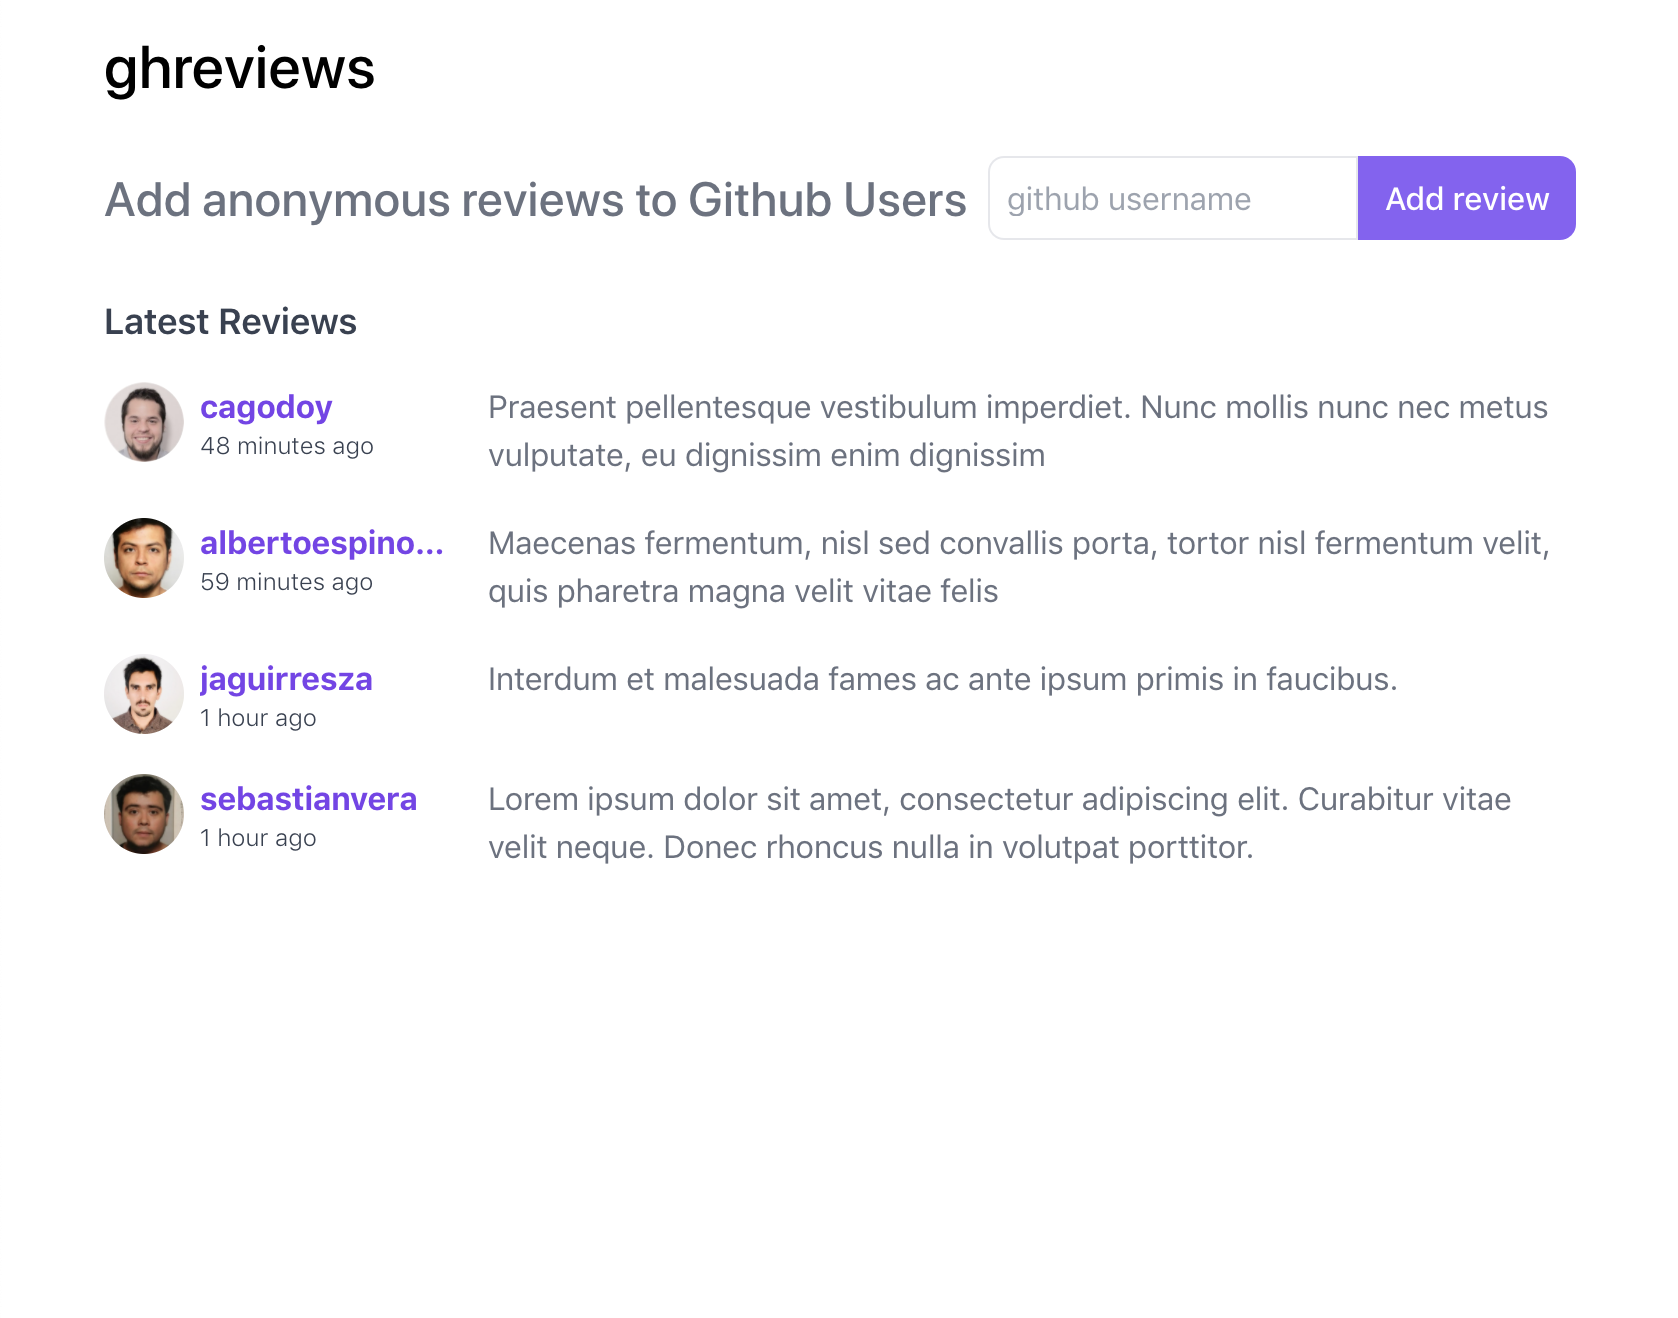 ghreviews
Add anonymous reviews to Github Users
github username
Add review
Latest Reviews
cagodoy
48 minutes ago
Praesent pellentesque vestibulum imperdiet. Nunc mollis nunc nec metus
vulputate, eu dignissim enim dignissim
albertoespino...
59 minutes ago
Maecenas fermentum, nisl sed convallis porta, tortor nisl fermentum velit,
quis pharetra magna velit vitae felis
jaguirresza
1 hour ago
Interdum et malesuada fames ac ante ipsum primis in faucibus.
sebastianvera
1 hour ago
Lorem ipsum dolor sit amet, consectetur adipiscing elit. Curabitur vitae
velit neque. Donec rhoncus nulla in volutpat porttitor.